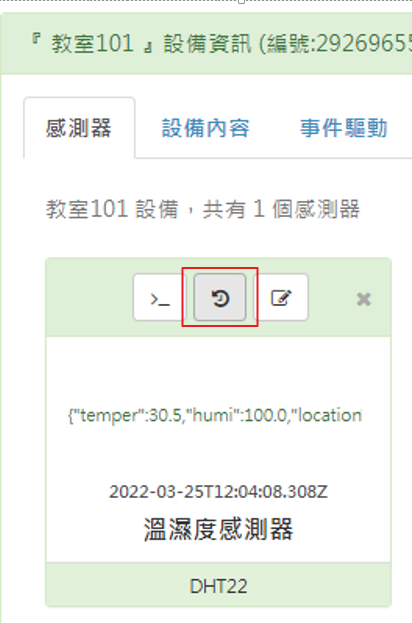 『 教室101 』設備資訊 (編號:29269655
感測器 設備內容 事件驅動
教室101 設備，共有 1 個感測器
>_
{"temper":30.5,"humi":100.0,"location
2022-03-25T12:04:08.308Z
溫濕度感測器
DHT22